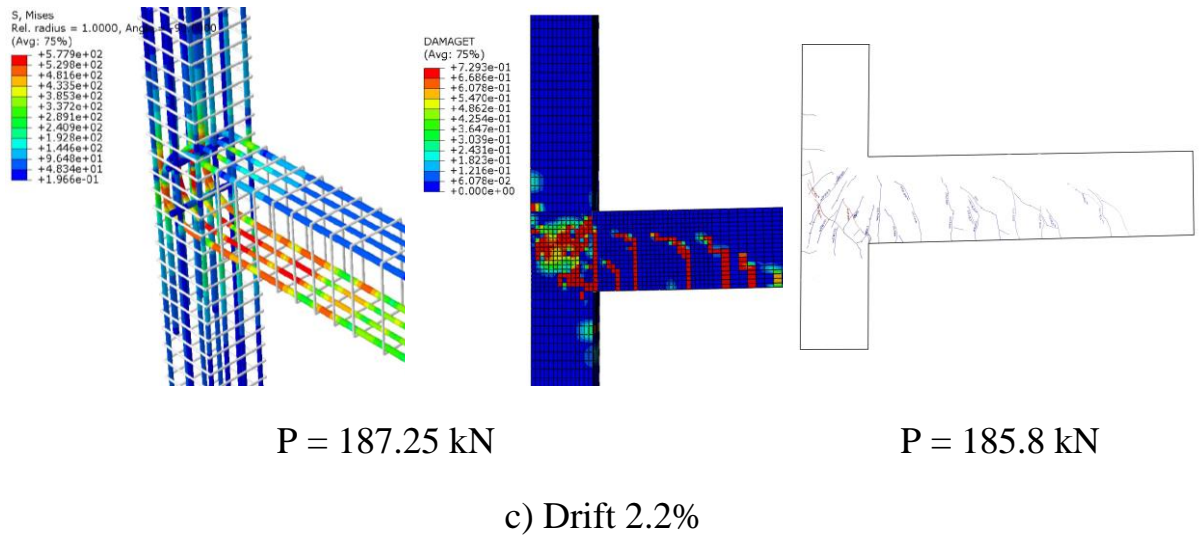 S, Mises
Rel. radius = 1.0000, Ang
(Avg: 75%)
+5.779e+02
+5.298e+02
+4.816e+02
+4.335e+02
+3.853e+02
+3.372e+02
+2.891e+02
+2.409e+02
+1.928e+02
+1.446e+02
+9.648e+01
+4.834e+01
+1.966e-01
DAMAGET
(Avg: 75%)
+7.293e-01
+6.686e-01
+6.078e-01
+5.470e-01
+4.862e-01
+4.254e-01
+3.647e-01
+3.039e-01
+2.431e-01
+1.823e-01
+1.216e-01
+6.078e-02
+0.000e+00
P = 187.25 kN
P = 185.8 kN
c) Drift 2.2%